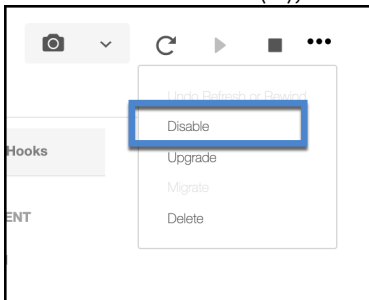 Undo Refresh or Rewind
Disable
Hooks
Upgrade
Migrate
ENT
Delete